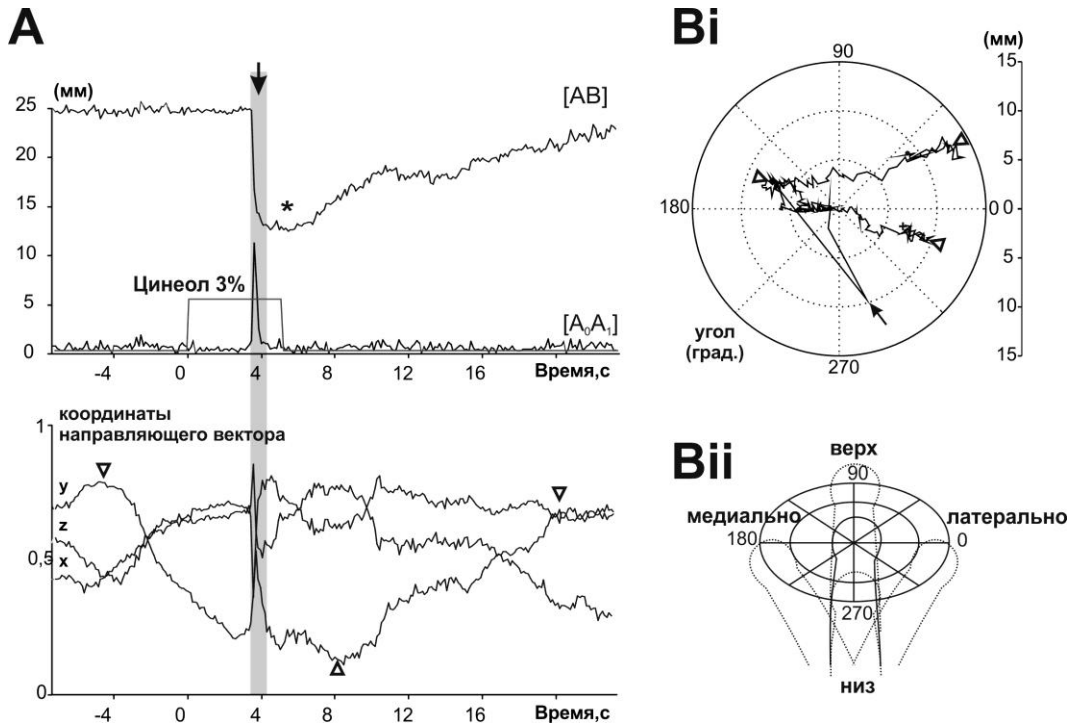 A
(мм)
25
20
15
10
5
0
[AB]
*
Цинеол 3%
[A₀A₁]
-4 0 4 8 12 16 Время,с
1
координаты
направляющего вектора
y
z
x
0,5
0
-4 0 4 8 12 16 Время,с
Bi
90
(мм)
15
10
5
180
0 0
5
10
15
угол
(град.)
270
Bii
верх
90
медиально
латерально
180
0
270
низ